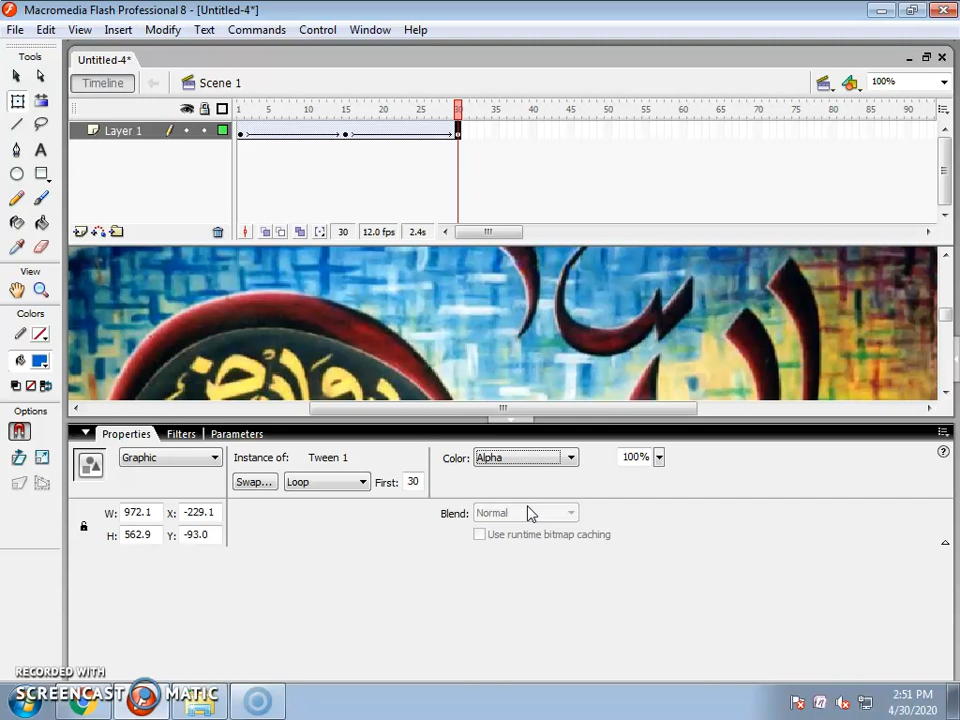 Macromedia Flash Professional 8 - [Untitled-4*]
File Edit View Insert Modify Text Commands Control Window Help
Tools
Untitled-4*
Timeline Scene 1 100%
1 5 10 15 20 25 30 35 40 45 50 55 60 65 70 75 80 85 90
Layer 1
30 12.0 fps 2.4s
View
Colors
Options
Properties Filters Parameters
Graphic Instance of: Tween 1 Color: Alpha 100%
Swap... Loop First: 30
W: 972.1 X: -229.1 Blend: Normal
H: 562.9 Y: -93.0 Use runtime bitmap caching
RECORDED WITH
SCREENCAST MATIC
2:51 PM
4/30/2020